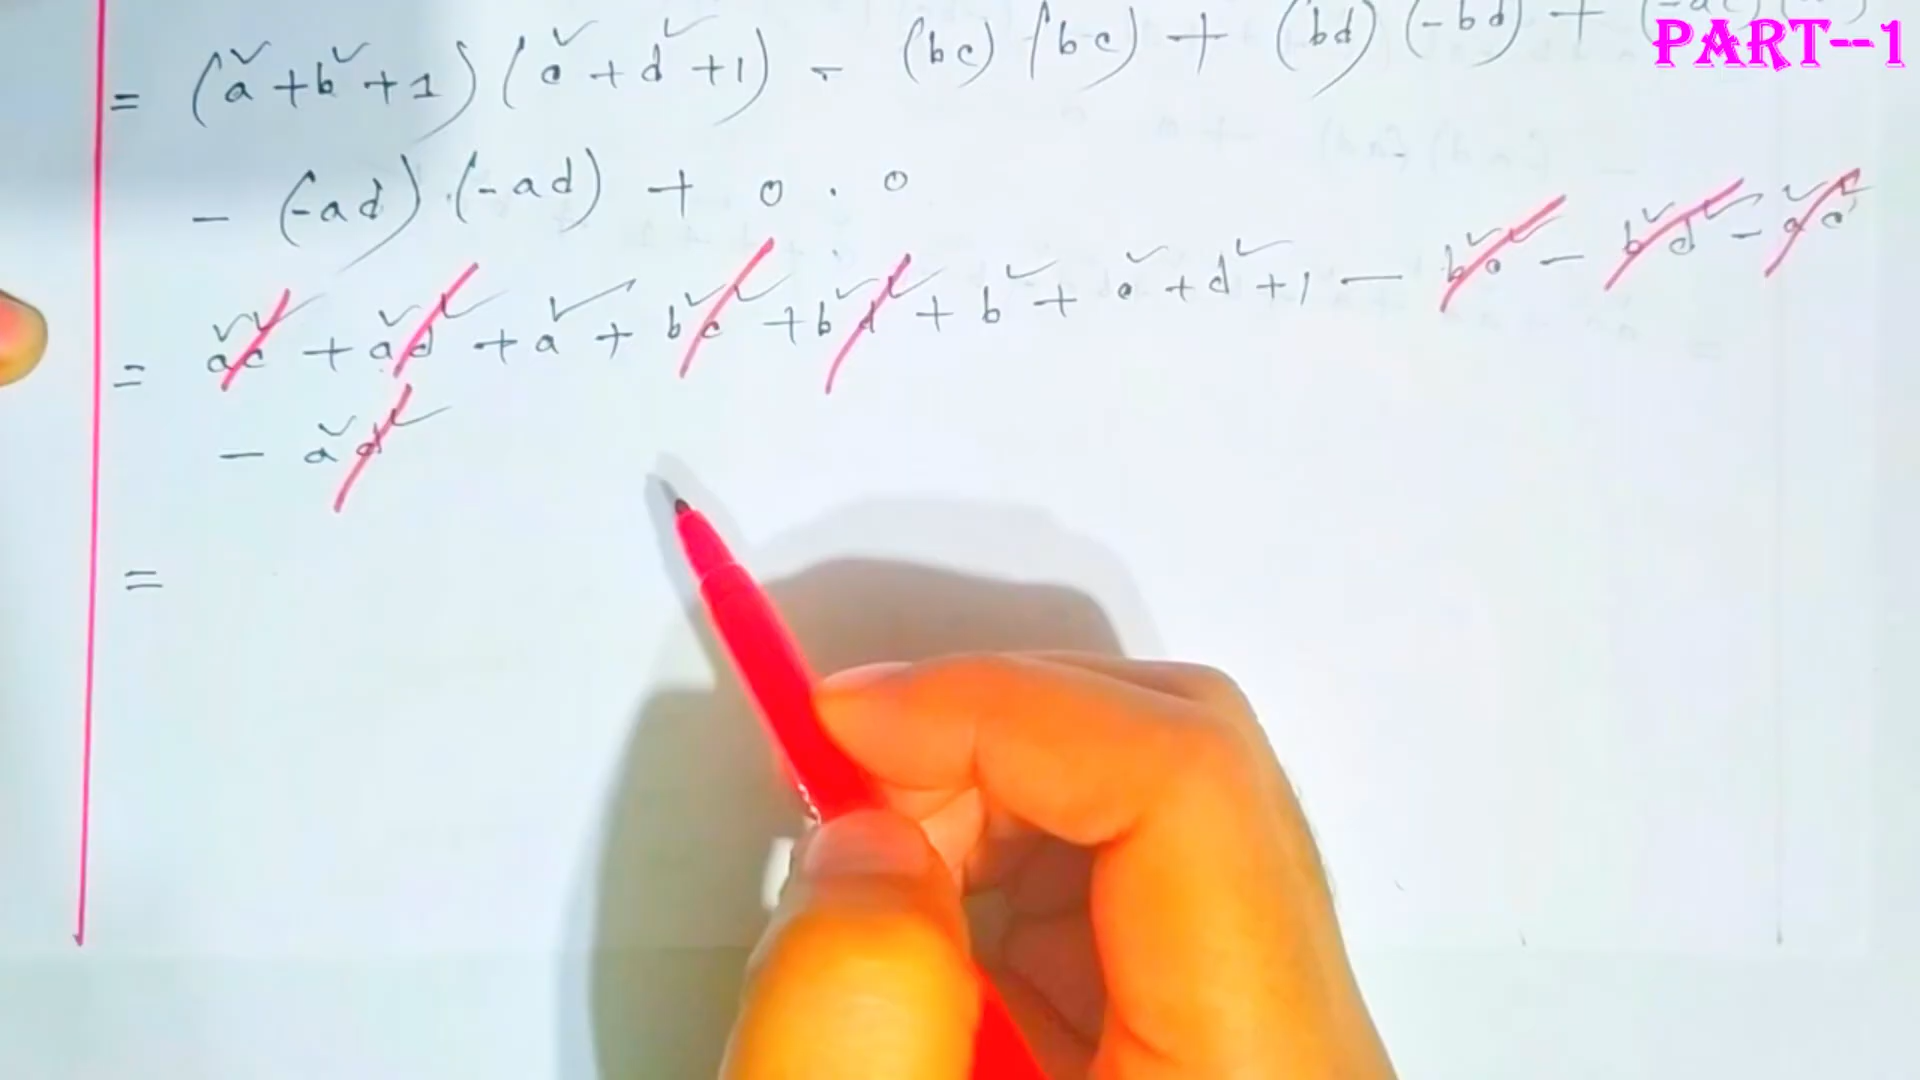 PART--1
= (a²+b²+1)(c²+d²+1) - (bc)(bc) + (bd)(-bd) +
- (-ad).(-ad) + 0 . 0
= a²c² + a²d² + a² + b²c² + b²d² + b² + c² + d² + 1 - b²c² - b²d² - a²c²
- a²d²
=